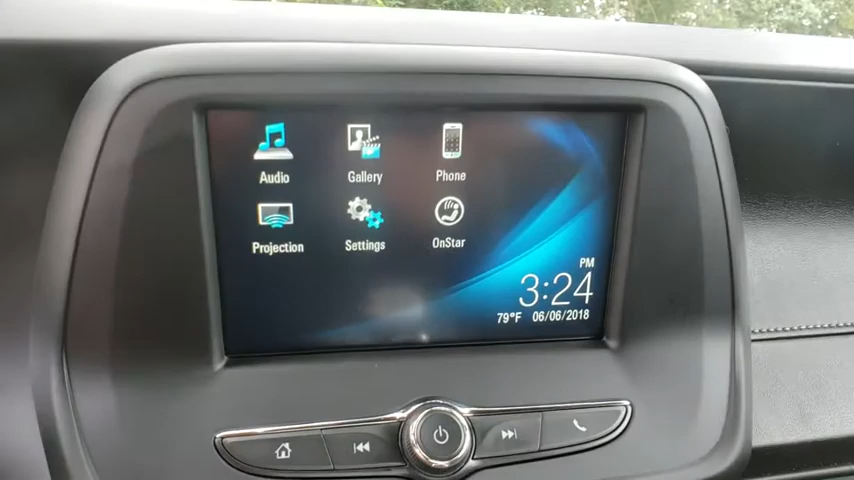 Audio
Gallery
Phone
Projection
Settings
OnStar
PM
3:24
79°F 06/06/2018